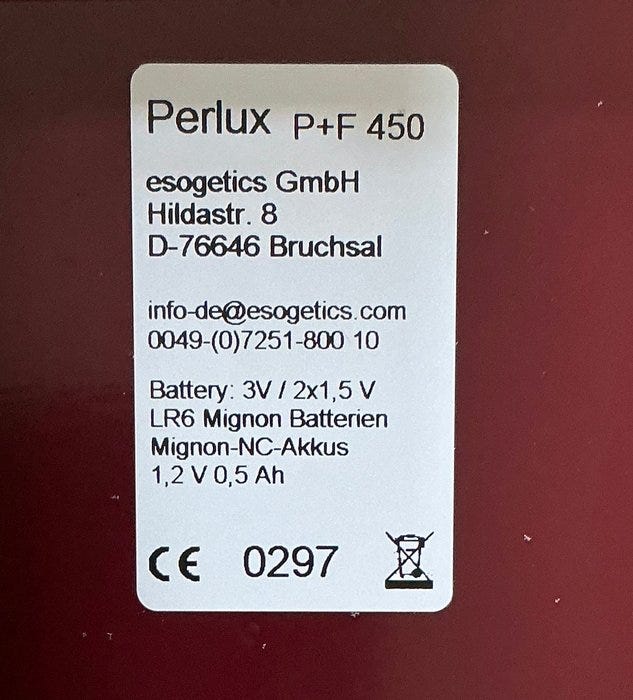 Perlux P+F 450
esogetics GmbH
Hildastr. 8
D-76646 Bruchsal
info-de@esogetics.com
0049-(0)7251-800 10
Battery: 3V / 2x1,5 V
LR6 Mignon Batterien
Mignon-NC-Akkus
1,2 V 0,5 Ah
CE 0297